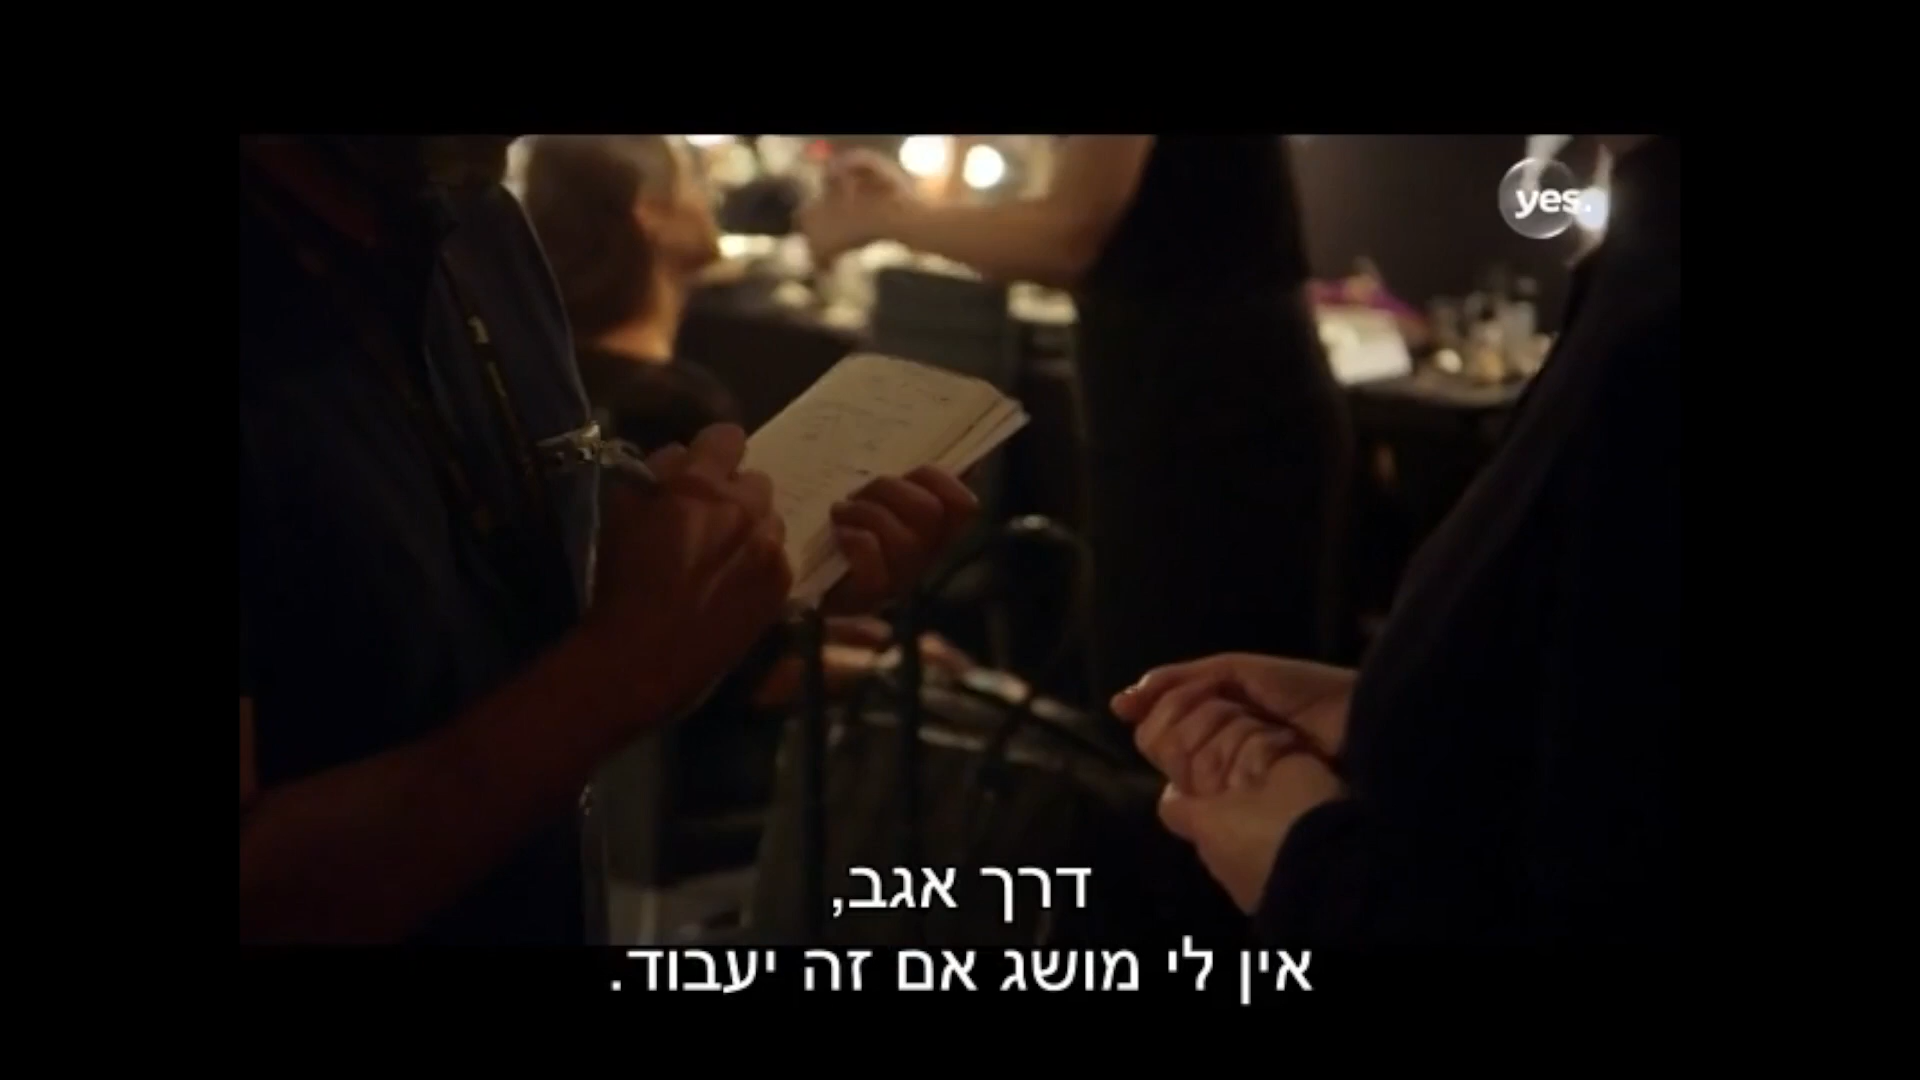 yes.
דרך אגב,
אין לי מושג אם זה יעבוד.